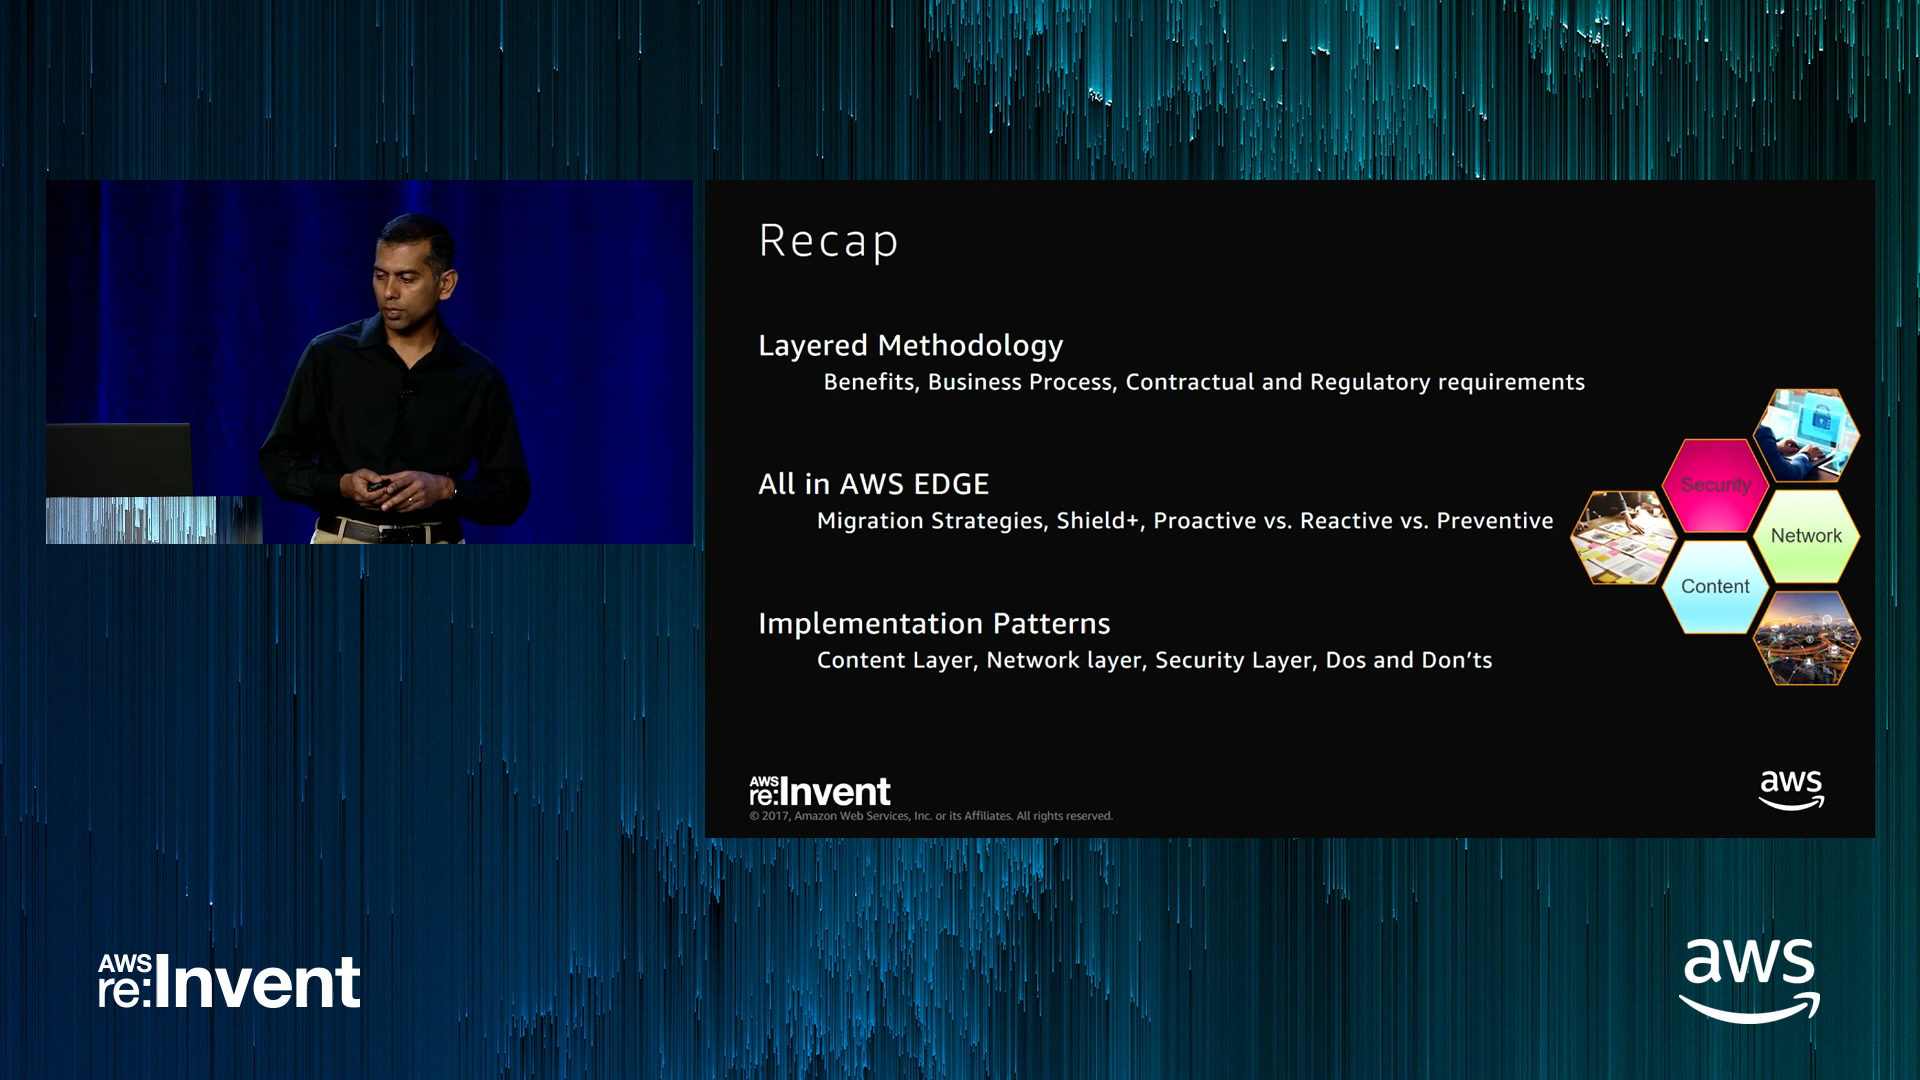 Recap
Layered Methodology
Benefits, Business Process, Contractual and Regulatory requirements
All in AWS EDGE
Migration Strategies, Shield+, Proactive vs. Reactive vs. Preventive
Implementation Patterns
Content Layer, Network layer, Security Layer, Dos and Don’ts
Security
Network
Content
AWS
re:Invent
© 2017, Amazon Web Services, Inc. or its Affiliates. All rights reserved.
aws
AWS
re:Invent
aws